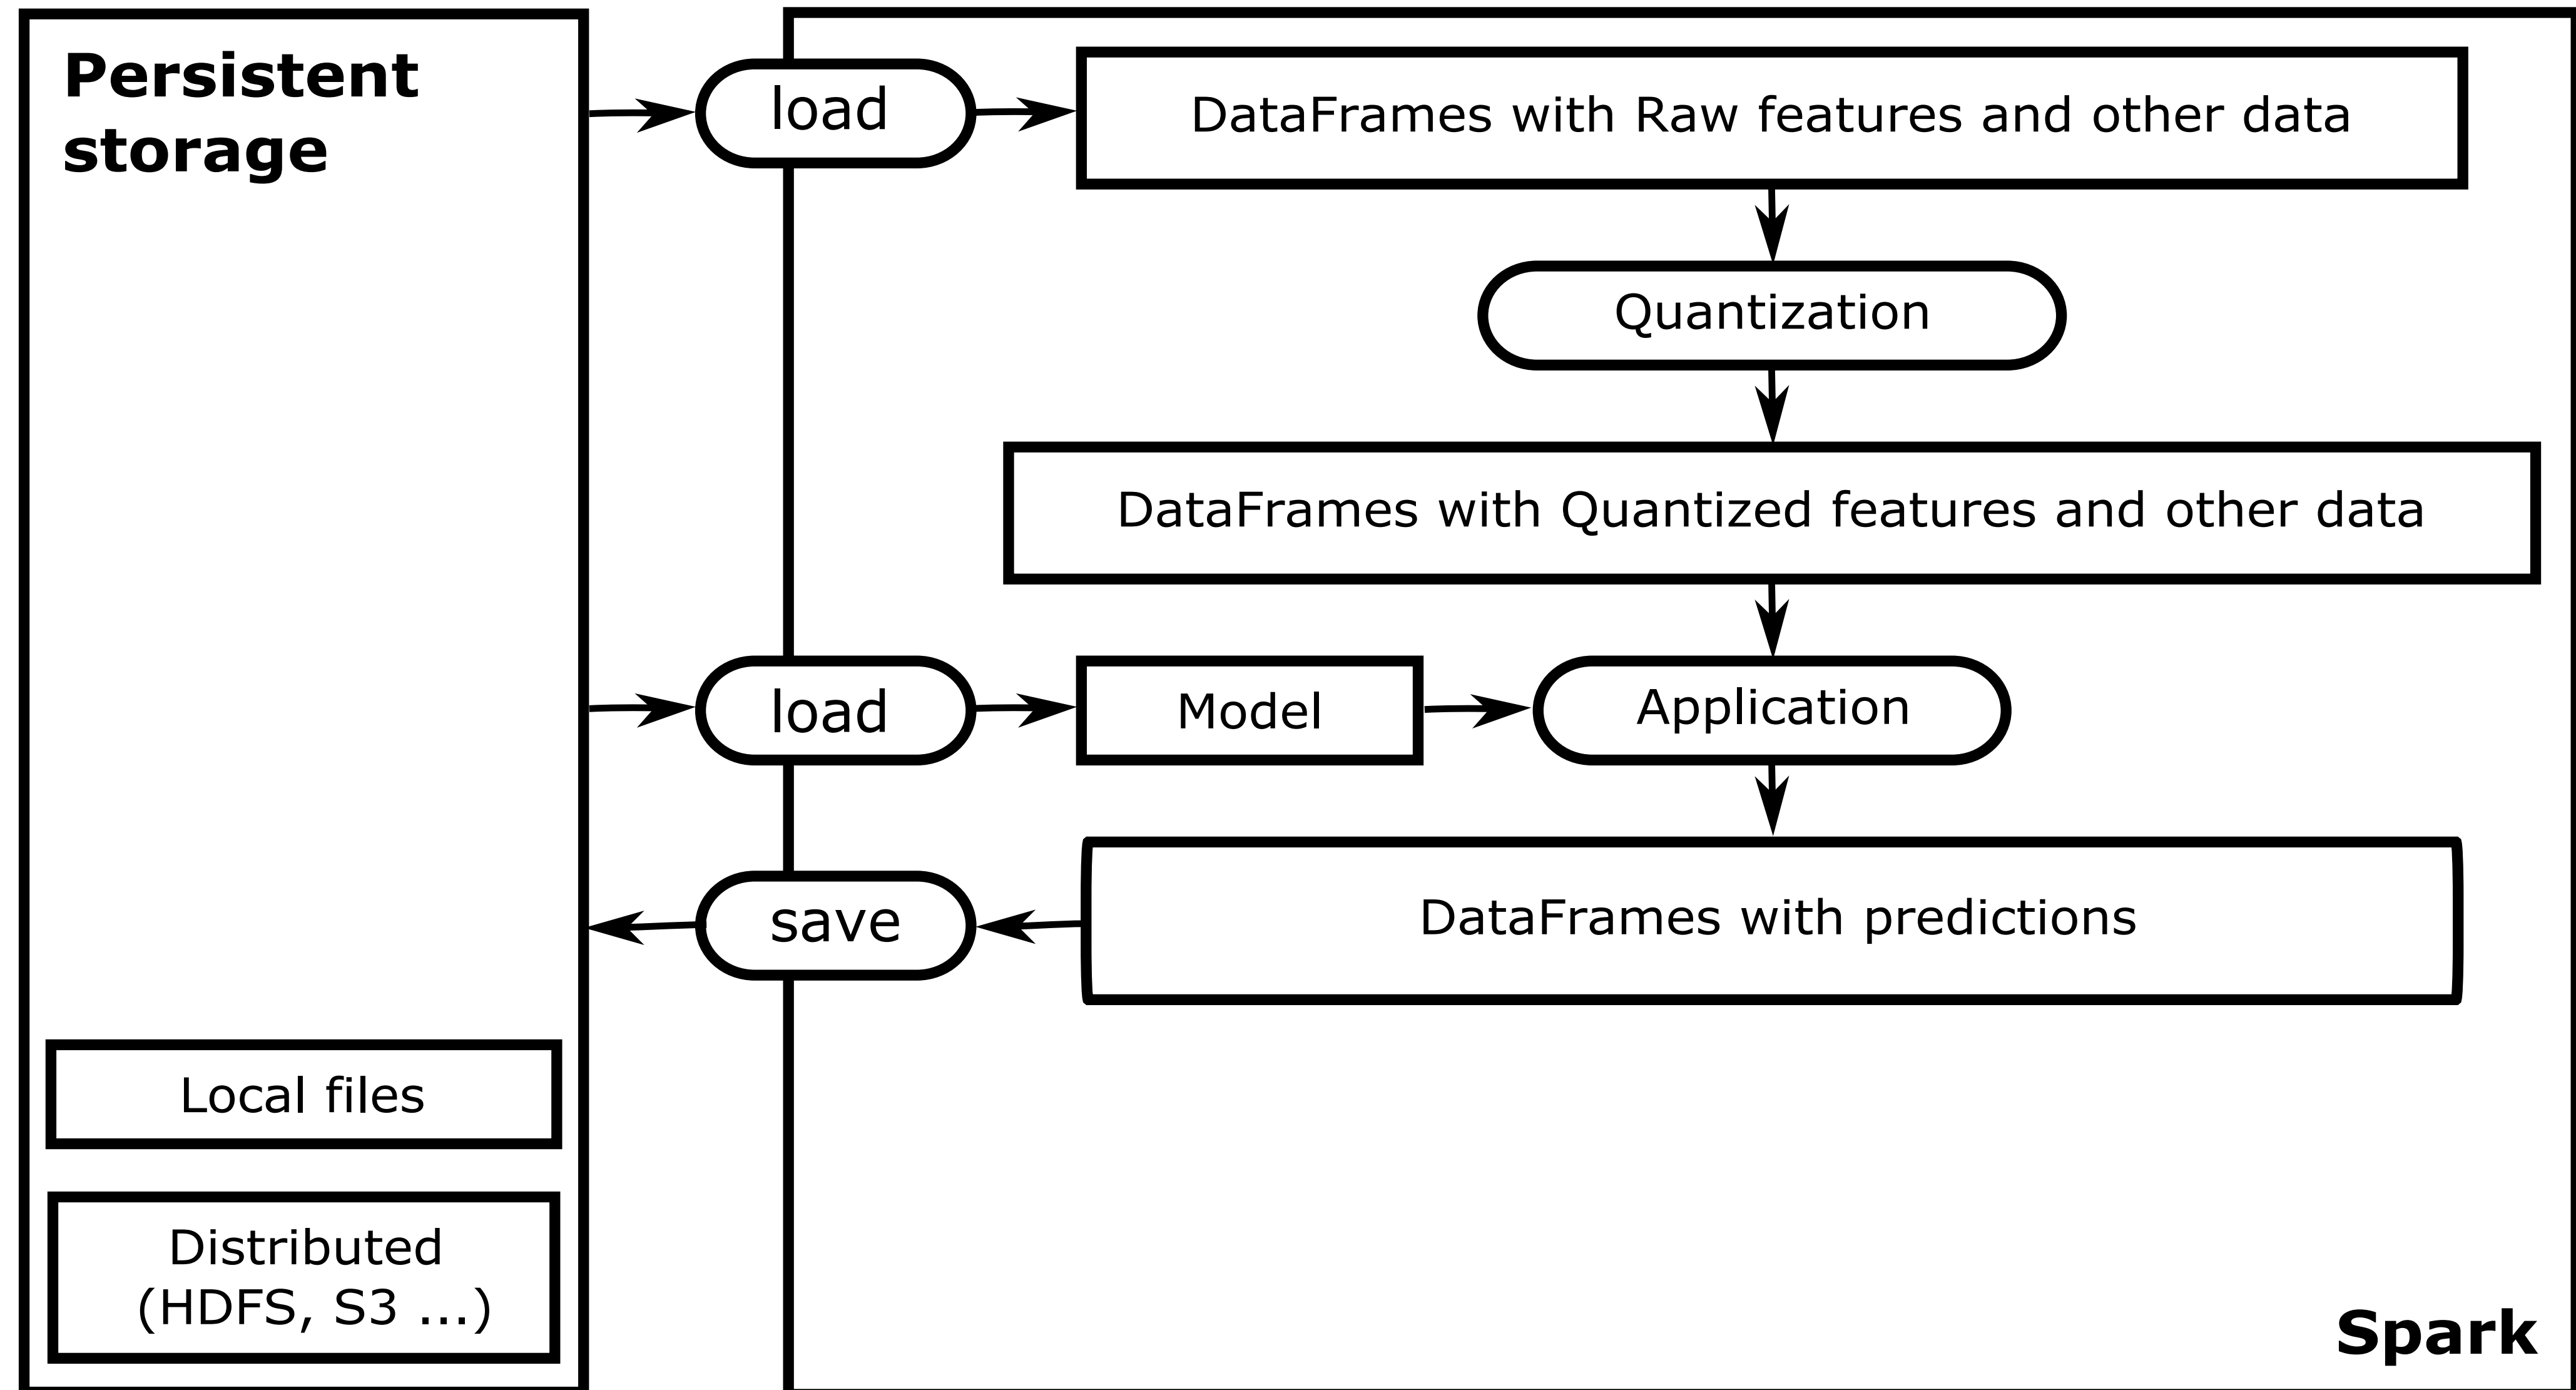 Persistent
storage
load
DataFrames with Raw features and other data
Quantization
DataFrames with Quantized features and other data
load
Model
Application
save
DataFrames with predictions
Local files
Distributed
(HDFS, S3 ...)
Spark